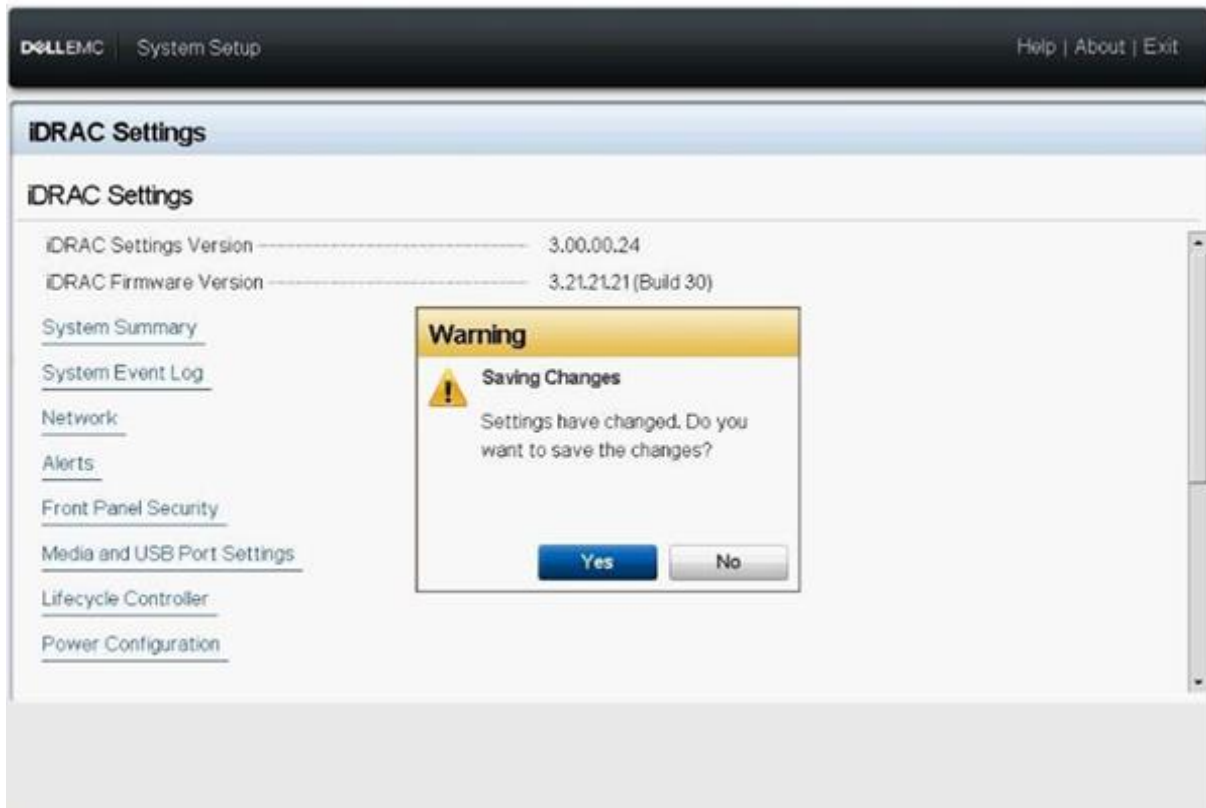 DELLEMC System Setup Help | About | Exit
iDRAC Settings
iDRAC Settings
iDRAC Settings Version 3.00.00.24
iDRAC Firmware Version 3.21.21.21 (Build 30)
System Summary
System Event Log
Network
Alerts
Front Panel Security
Media and USB Port Settings
Lifecycle Controller
Power Configuration
Warning
Saving Changes
Settings have changed. Do you
want to save the changes?
Yes No